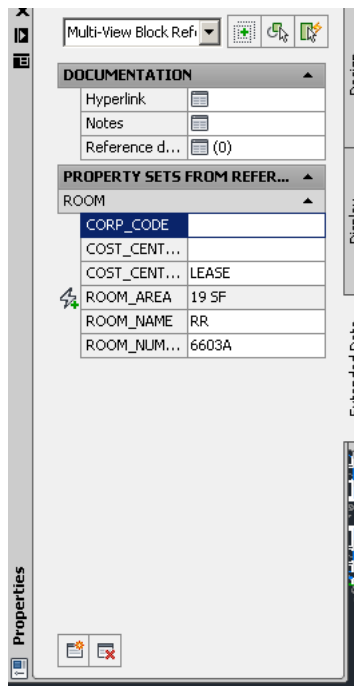 Multi-View Block Refe
DOCUMENTATION
Hyperlink
Notes
Reference d... (0)
PROPERTY SETS FROM REFER...
ROOM
CORP_CODE
COST_CENT...
COST_CENT... LEASE
ROOM_AREA 19 SF
ROOM_NAME RR
ROOM_NUM... 6603A
Design
Display
Extended Data
Properties